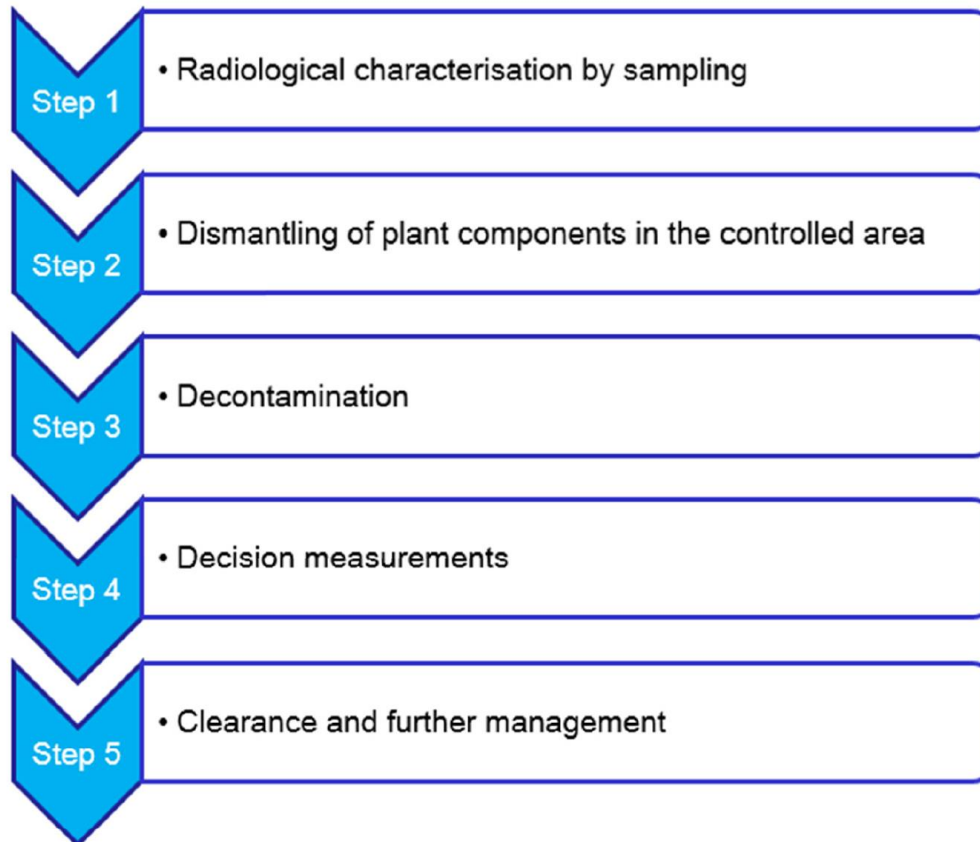 Step 1
• Radiological characterisation by sampling
Step 2
• Dismantling of plant components in the controlled area
Step 3
• Decontamination
Step 4
• Decision measurements
Step 5
• Clearance and further management